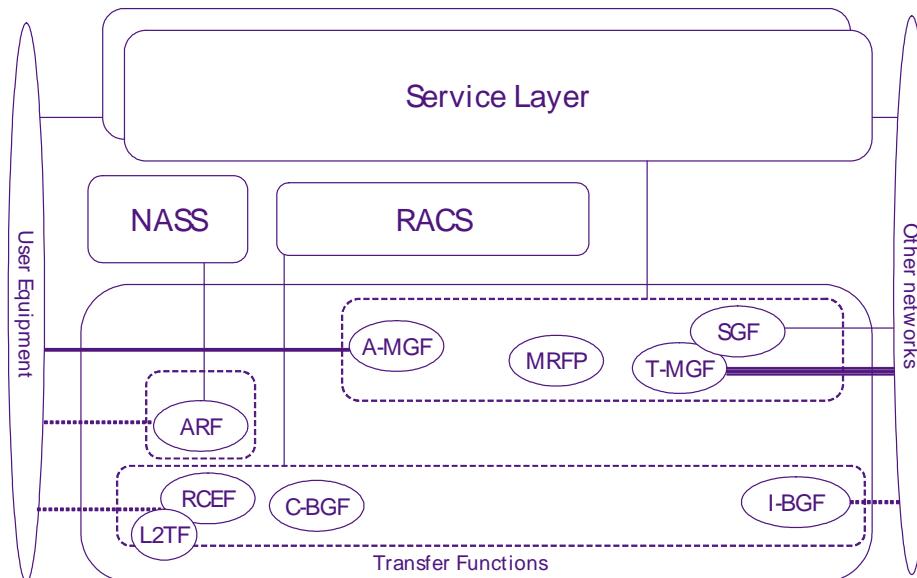 Service Layer
NASS
RACS
User Equipment
Other networks
SGF
A-MGF
MRFP
T-MGF
ARF
RCEF
C-BGF
I-BGF
L2TF
Transfer Functions